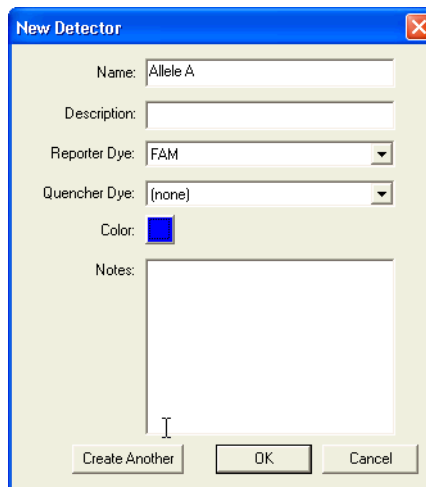 New Detector
Name: Allele A
Description:
Reporter Dye: FAM
Quencher Dye: (none)
Color:
Notes:
Create Another OK Cancel